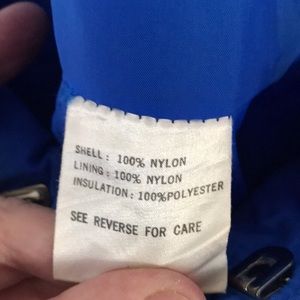 SHELL: 100% NYLON
LINING: 100% NYLON
INSULATION: 100%POLYESTER
SEE REVERSE FOR CARE